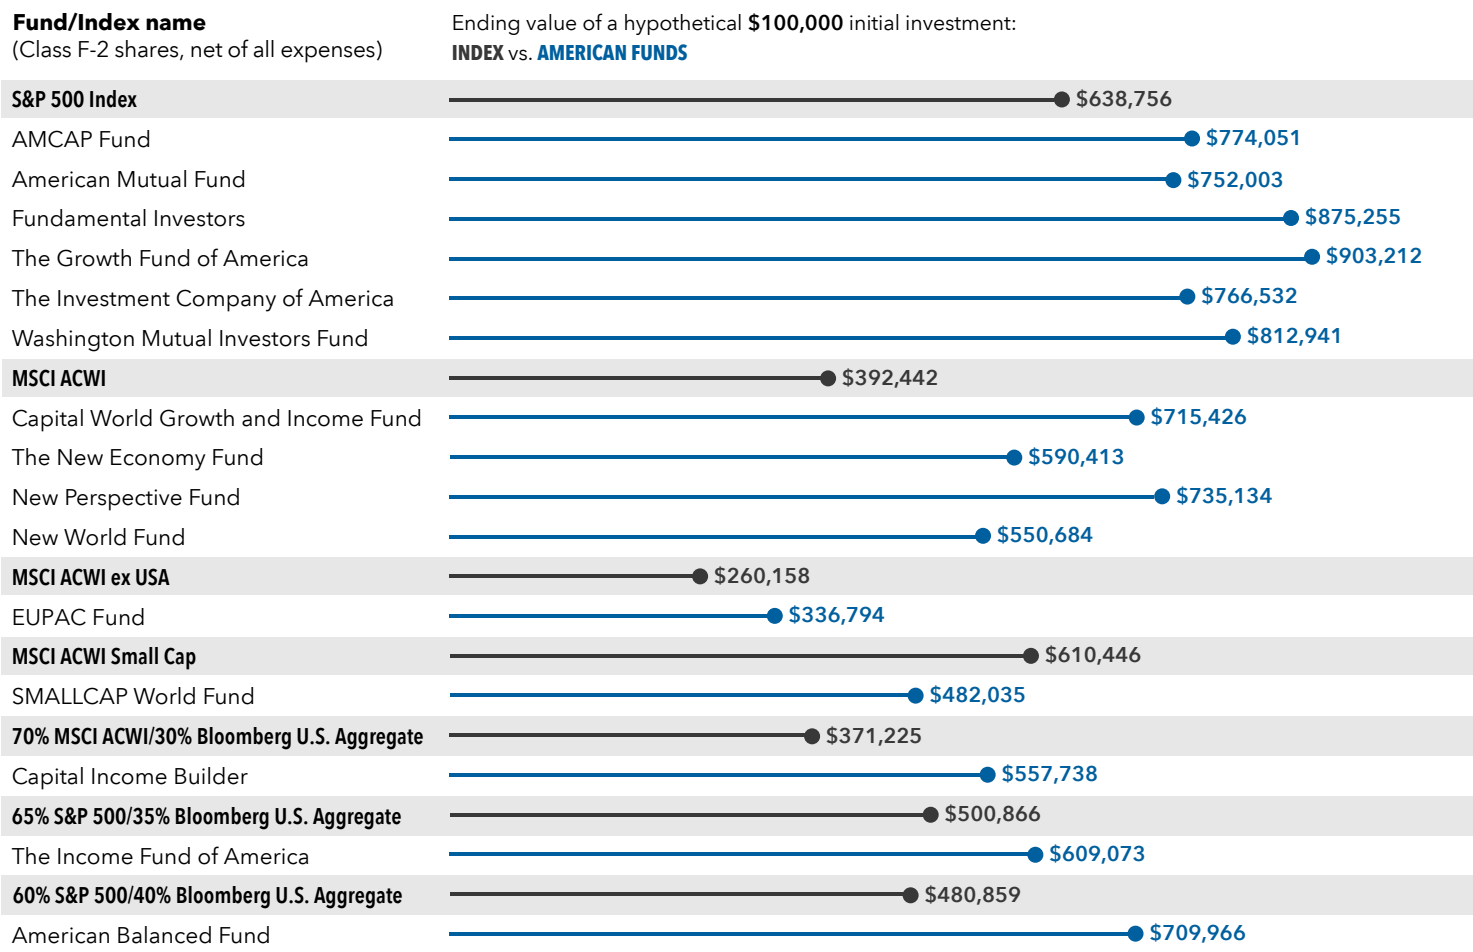 Fund/Index name
(Class F-2 shares, net of all expenses)
Ending value of a hypothetical $100,000 initial investment:
INDEX vs. AMERICAN FUNDS
S&P 500 Index $638,756
AMCAP Fund $774,051
American Mutual Fund $752,003
Fundamental Investors $875,255
The Growth Fund of America $903,212
The Investment Company of America $766,532
Washington Mutual Investors Fund $812,941
MSCI ACWI $392,442
Capital World Growth and Income Fund $715,426
The New Economy Fund $590,413
New Perspective Fund $735,134
New World Fund $550,684
MSCI ACWI ex USA $260,158
EUPAC Fund $336,794
MSCI ACWI Small Cap $610,446
SMALLCAP World Fund $482,035
70% MSCI ACWI/30% Bloomberg U.S. Aggregate $371,225
Capital Income Builder $557,738
65% S&P 500/35% Bloomberg U.S. Aggregate $500,866
The Income Fund of America $609,073
60% S&P 500/40% Bloomberg U.S. Aggregate $480,859
American Balanced Fund $709,966